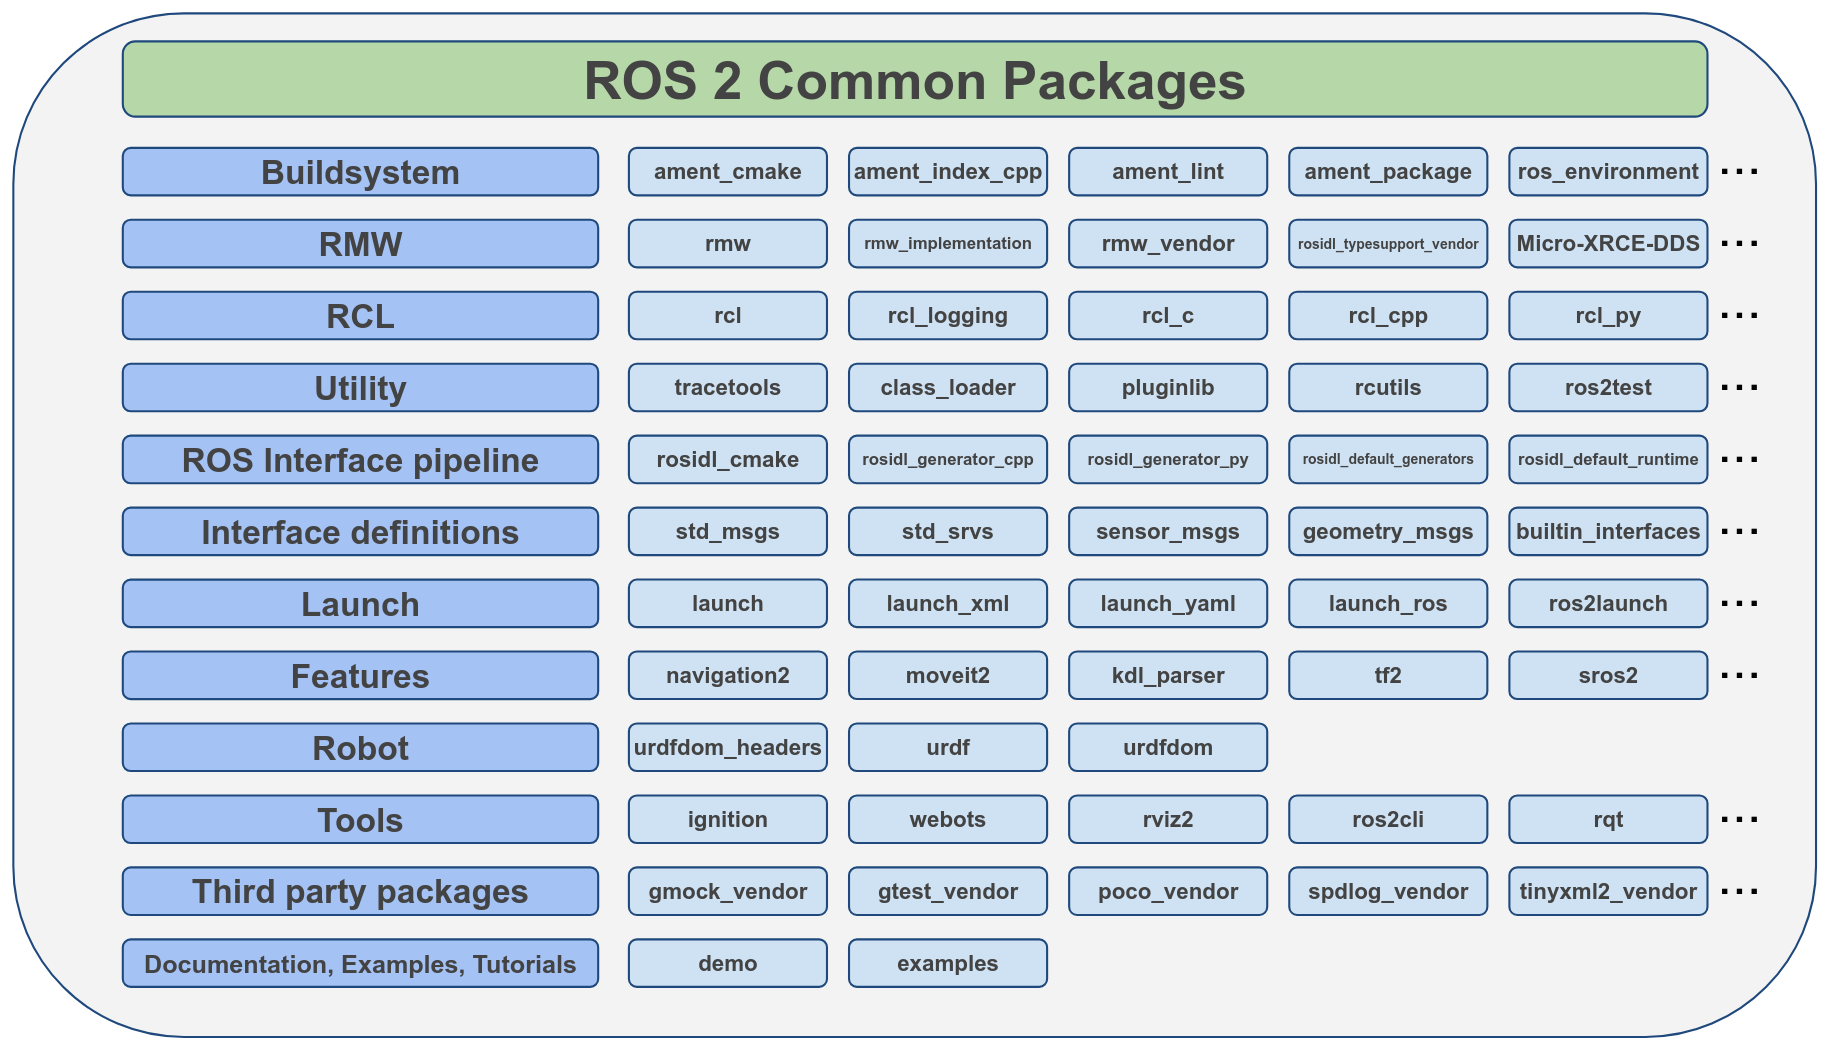 ROS 2 Common Packages
Buildsystem ament_cmake ament_index_cpp ament_lint ament_package ros_environment ...
RMW rmw rmw_implementation rmw_vendor rosidl_typesupport_vendor Micro-XRCE-DDS ...
RCL rcl rcl_logging rcl_c rcl_cpp rcl_py ...
Utility tracetools class_loader pluginlib rcutils ros2test ...
ROS Interface pipeline rosidl_cmake rosidl_generator_cpp rosidl_generator_py rosidl_default_generators rosidl_default_runtime ...
Interface definitions std_msgs std_srvs sensor_msgs geometry_msgs builtin_interfaces ...
Launch launch launch_xml launch_yaml launch_ros ros2launch ...
Features navigation2 moveit2 kdl_parser tf2 sros2 ...
Robot urdfdom_headers urdf urdfdom
Tools ignition webots rviz2 ros2cli rqt ...
Third party packages gmock_vendor gtest_vendor poco_vendor spdlog_vendor tinyxml2_vendor ...
Documentation, Examples, Tutorials demo examples